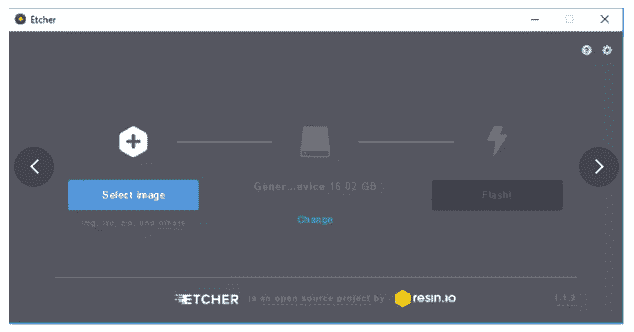 Etcher
Select image
Gener...evice 16.02 GB
Flash!
img, iso, zip, and others
Change
ETCHER is an open source project by resin.io
1.1.2